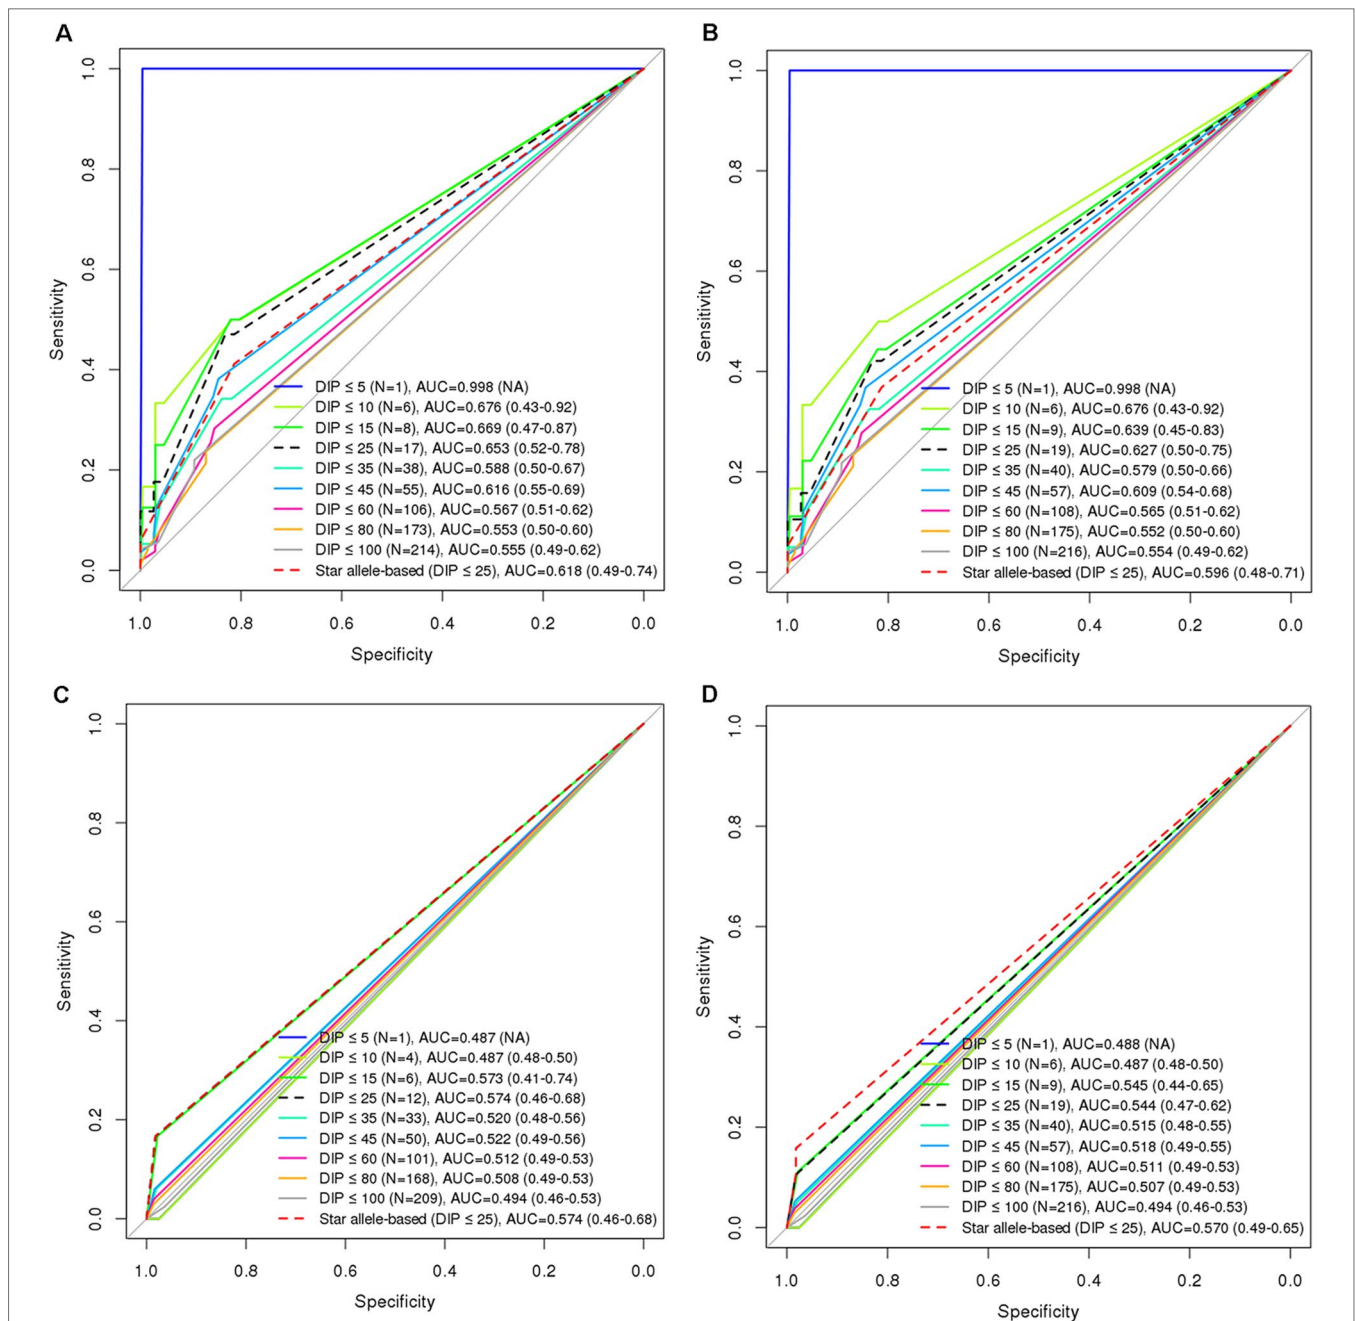 A
1.0
0.8
0.6
0.4
0.2
0.0
Sensitivity
DIP ≤ 5 (N=1), AUC=0.998 (NA)
DIP ≤ 10 (N=6), AUC=0.676 (0.43-0.92)
DIP ≤ 15 (N=8), AUC=0.669 (0.47-0.87)
DIP ≤ 25 (N=17), AUC=0.653 (0.52-0.78)
DIP ≤ 35 (N=38), AUC=0.588 (0.50-0.67)
DIP ≤ 45 (N=55), AUC=0.616 (0.55-0.69)
DIP ≤ 60 (N=106), AUC=0.567 (0.51-0.62)
DIP ≤ 80 (N=173), AUC=0.553 (0.50-0.60)
DIP ≤ 100 (N=214), AUC=0.555 (0.49-0.62)
Star allele-based (DIP ≤ 25), AUC=0.618 (0.49-0.74)
1.0 0.8 0.6 0.4 0.2 0.0
Specificity
B
1.0
0.8
0.6
0.4
0.2
0.0
Sensitivity
DIP ≤ 5 (N=1), AUC=0.998 (NA)
DIP ≤ 10 (N=6), AUC=0.676 (0.43-0.92)
DIP ≤ 15 (N=9), AUC=0.639 (0.45-0.83)
DIP ≤ 25 (N=19), AUC=0.627 (0.50-0.75)
DIP ≤ 35 (N=40), AUC=0.579 (0.50-0.66)
DIP ≤ 45 (N=57), AUC=0.609 (0.54-0.68)
DIP ≤ 60 (N=108), AUC=0.565 (0.51-0.62)
DIP ≤ 80 (N=175), AUC=0.552 (0.50-0.60)
DIP ≤ 100 (N=216), AUC=0.554 (0.49-0.62)
Star allele-based (DIP ≤ 25), AUC=0.596 (0.48-0.71)
1.0 0.8 0.6 0.4 0.2 0.0
Specificity
C
1.0
0.8
0.6
0.4
0.2
0.0
Sensitivity
DIP ≤ 5 (N=1), AUC=0.487 (NA)
DIP ≤ 10 (N=4), AUC=0.487 (0.48-0.50)
DIP ≤ 15 (N=6), AUC=0.573 (0.41-0.74)
DIP ≤ 25 (N=12), AUC=0.574 (0.46-0.68)
DIP ≤ 35 (N=33), AUC=0.520 (0.48-0.56)
DIP ≤ 45 (N=50), AUC=0.522 (0.49-0.56)
DIP ≤ 60 (N=101), AUC=0.512 (0.49-0.53)
DIP ≤ 80 (N=168), AUC=0.508 (0.49-0.53)
DIP ≤ 100 (N=209), AUC=0.494 (0.46-0.53)
Star allele-based (DIP ≤ 25), AUC=0.574 (0.46-0.68)
1.0 0.8 0.6 0.4 0.2 0.0
Specificity
D
1.0
0.8
0.6
0.4
0.2
0.0
Sensitivity
DIP ≤ 5 (N=1), AUC=0.488 (NA)
DIP ≤ 10 (N=6), AUC=0.487 (0.48-0.50)
DIP ≤ 15 (N=9), AUC=0.545 (0.44-0.65)
DIP ≤ 25 (N=19), AUC=0.544 (0.47-0.62)
DIP ≤ 35 (N=40), AUC=0.515 (0.48-0.55)
DIP ≤ 45 (N=57), AUC=0.518 (0.49-0.55)
DIP ≤ 60 (N=108), AUC=0.511 (0.49-0.53)
DIP ≤ 80 (N=175), AUC=0.507 (0.49-0.53)
DIP ≤ 100 (N=216), AUC=0.494 (0.46-0.53)
Star allele-based (DIP ≤ 25), AUC=0.570 (0.49-0.65)
1.0 0.8 0.6 0.4 0.2 0.0
Specificity